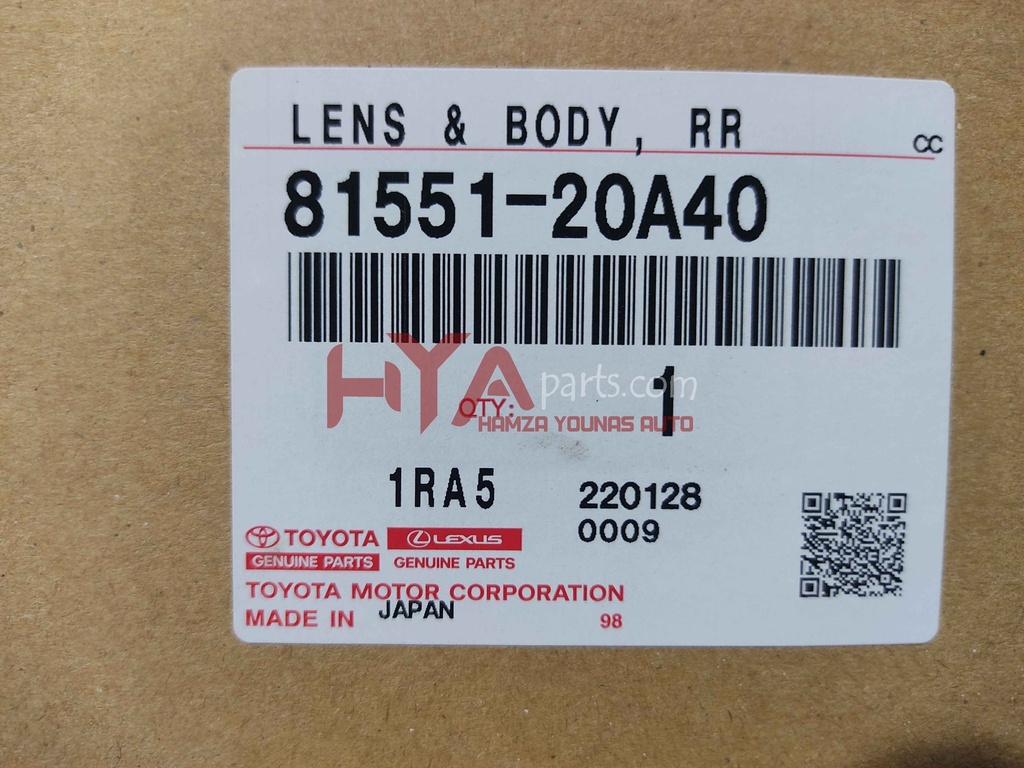 LENS & BODY, RR
CC
81551-20A40
HYA parts.com
QTY: 1
HAMZA YOUNAS AUTO
1RA5 220128
0009
TOYOTA LEXUS
GENUINE PARTS GENUINE PARTS
TOYOTA MOTOR CORPORATION
MADE IN JAPAN 98